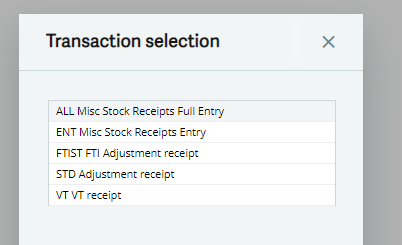 Transaction selection
ALL Misc Stock Receipts Full Entry
ENT Misc Stock Receipts Entry
FTIST FTI Adjustment receipt
STD Adjustment receipt
VT VT receipt